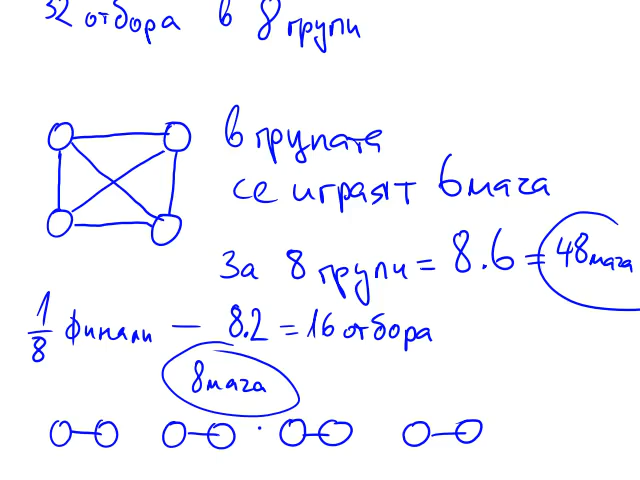 32 отбора в 8 групи
в групата
се играят 6 мача
За 8 групи = 8.6 = 48 мача
1/8 финали — 8.2 = 16 отбора
8 мача